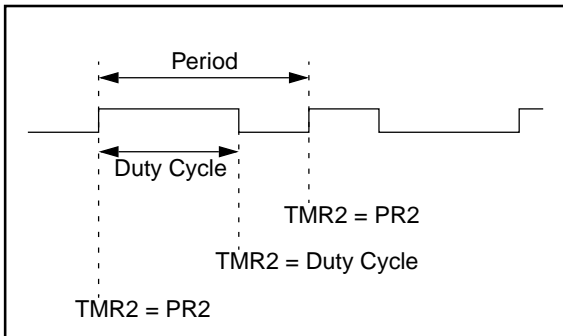 Period
Duty Cycle
TMR2 = PR2
TMR2 = Duty Cycle
TMR2 = PR2